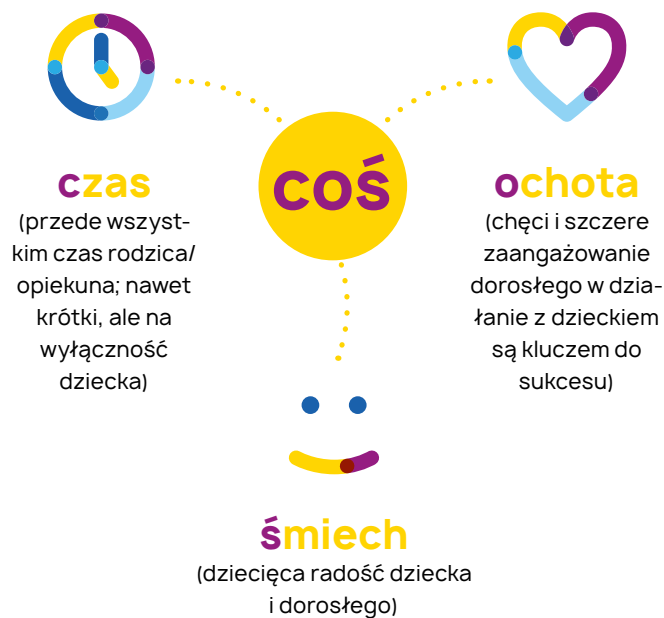 coś
czas
(przede wszyst-
kim czas rodzica/
opiekuna; nawet
krótki, ale na
wyłączność
dziecka)
ochota
(chęci i szczere
zaangażowanie
dorosłego w dzia-
łanie z dzieckiem
są kluczem do
sukcesu)
śmiech
(dziecięca radość dziecka
i dorosłego)